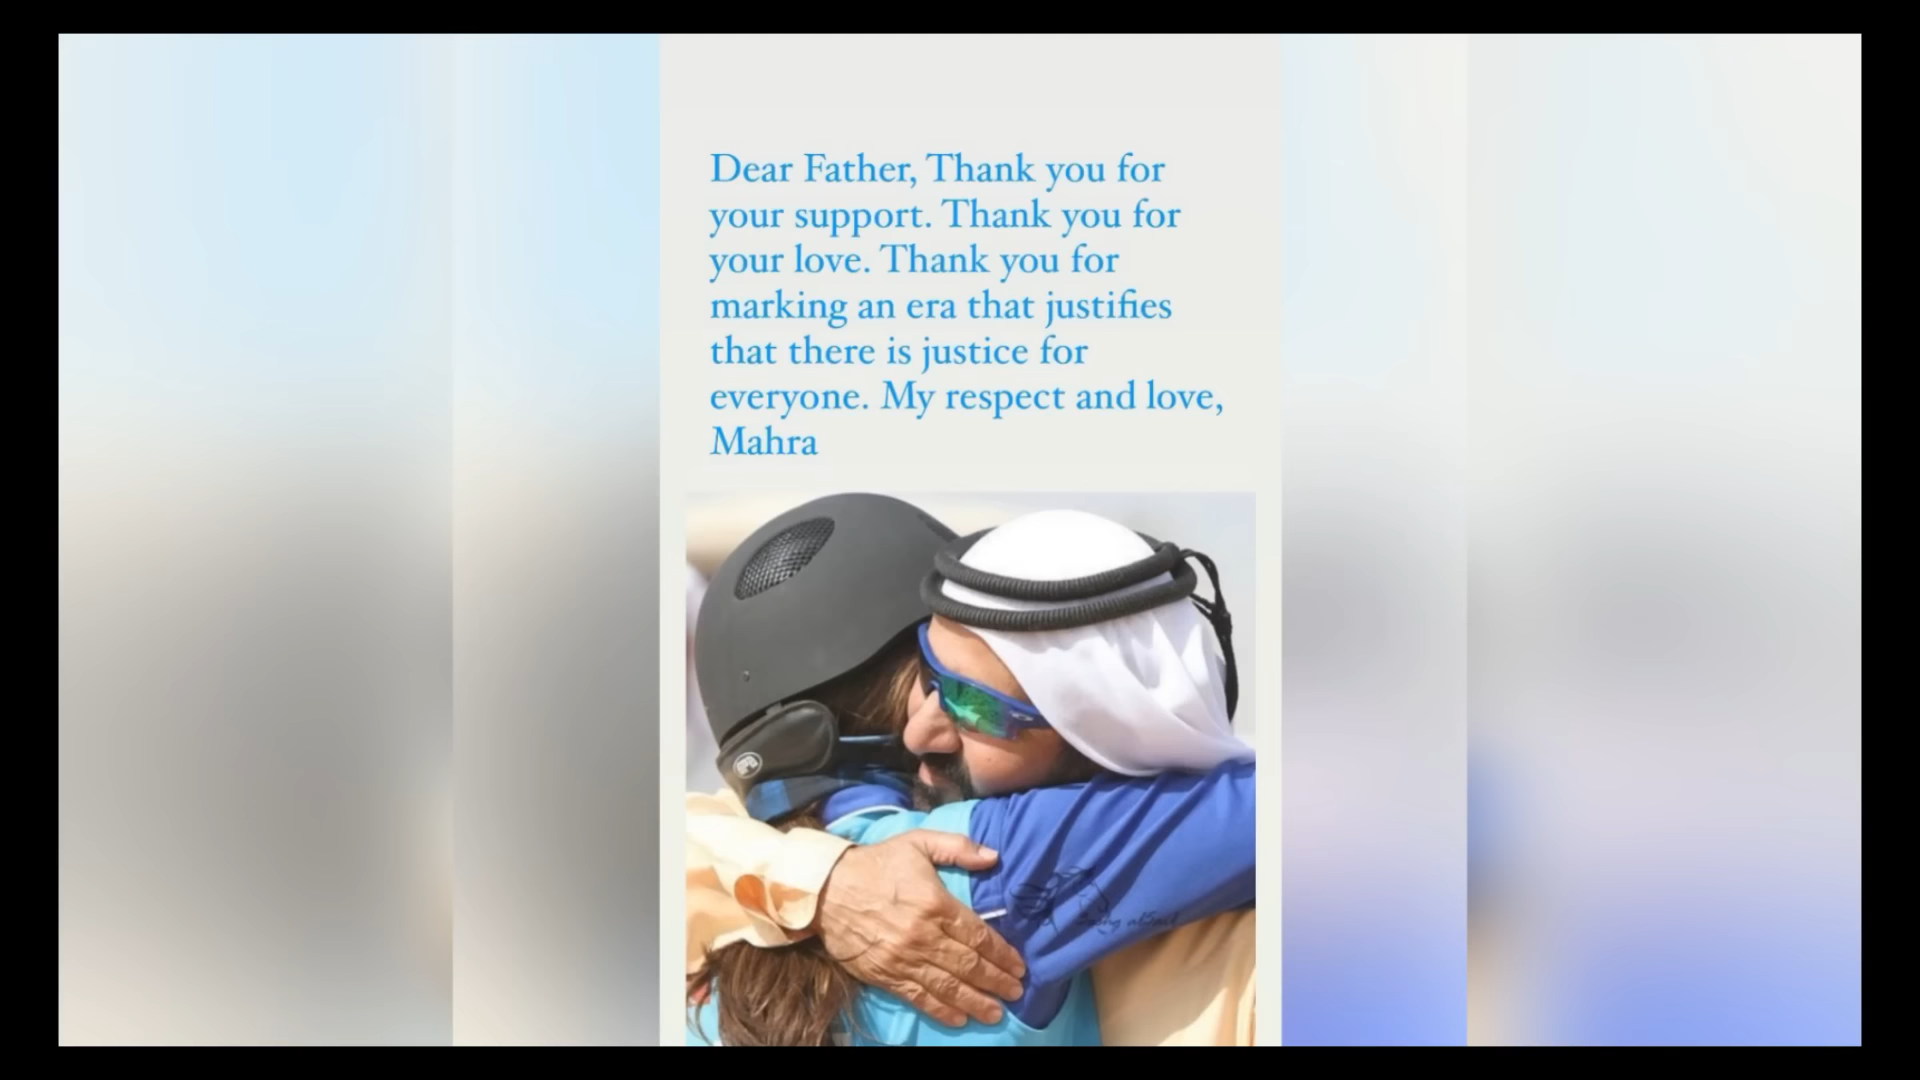 Dear Father, Thank you for
your support. Thank you for
your love. Thank you for
marking an era that justifies
that there is justice for
everyone. My respect and love,
Mahra